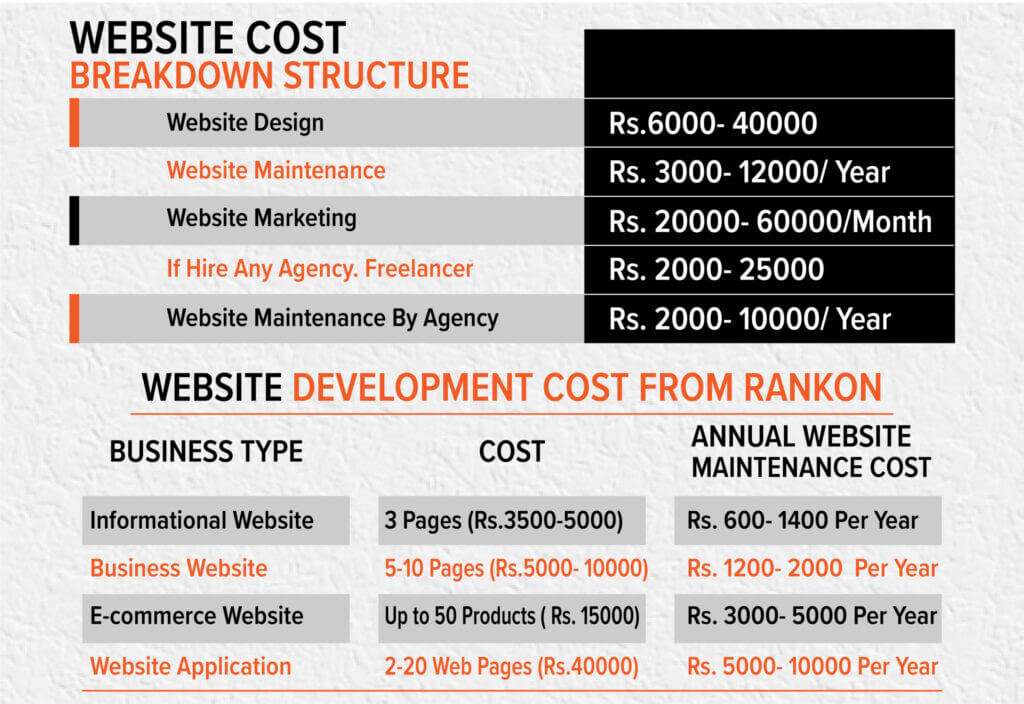 WEBSITE COST
BREAKDOWN STRUCTURE
Website Design Rs.6000- 40000
Website Maintenance Rs. 3000- 12000/ Year
Website Marketing Rs. 20000- 60000/Month
If Hire Any Agency. Freelancer Rs. 2000- 25000
Website Maintenance By Agency Rs. 2000- 10000/ Year
WEBSITE DEVELOPMENT COST FROM RANKON
BUSINESS TYPE COST ANNUAL WEBSITE
MAINTENANCE COST
Informational Website 3 Pages (Rs.3500-5000) Rs. 600- 1400 Per Year
Business Website 5-10 Pages (Rs.5000- 10000) Rs. 1200- 2000 Per Year
E-commerce Website Up to 50 Products ( Rs. 15000) Rs. 3000- 5000 Per Year
Website Application 2-20 Web Pages (Rs.40000) Rs. 5000- 10000 Per Year